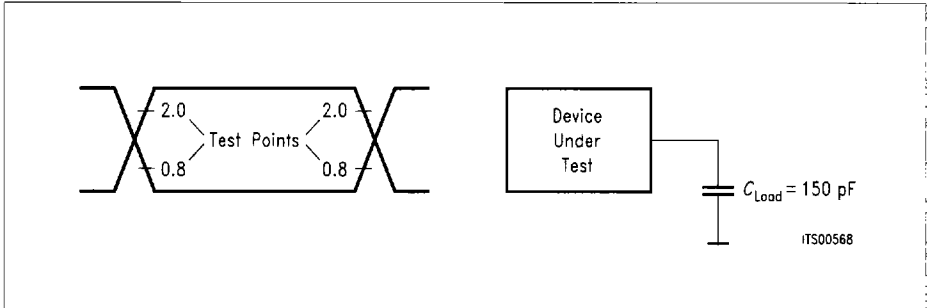 2.0
2.0
Test Points
0.8
0.8
Device
Under
Test
C_Load = 150 pF
ITS00568